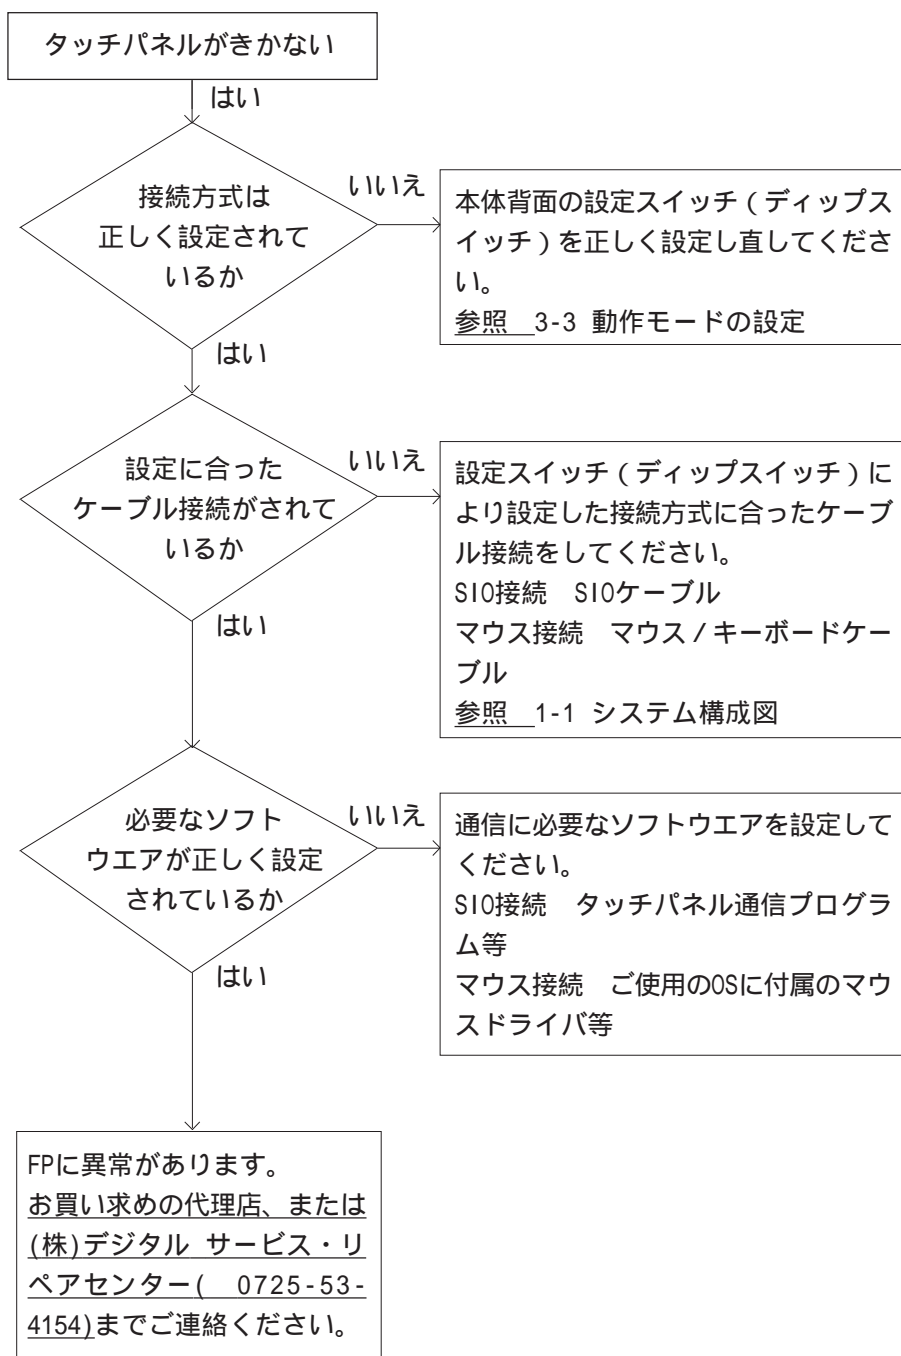 タッチパネルがきかない
はい
接続方式は
正しく設定されて
いるか
いいえ
本体背面の設定スイッチ(ディップス
イッチ)を正しく設定し直してくださ
い。
参照　3-3 動作モードの設定
はい
設定に合った
ケーブル接続がされて
いるか
いいえ
設定スイッチ(ディップスイッチ)に
より設定した接続方式に合ったケーブ
ル接続をしてください。
SIO接続　SIOケーブル
マウス接続　マウス/キーボードケー
ブル
参照　1-1 システム構成図
はい
必要なソフト
ウエアが正しく設定
されているか
いいえ
通信に必要なソフトウエアを設定して
ください。
SIO接続　タッチパネル通信プログラ
ム等
マウス接続　ご使用のOSに付属のマウ
スドライバ等
はい
FPに異常があります。
お買い求めの代理店、または
(株)デジタル サービス・リ
ペアセンター(　0725-53-
4154)までご連絡ください。